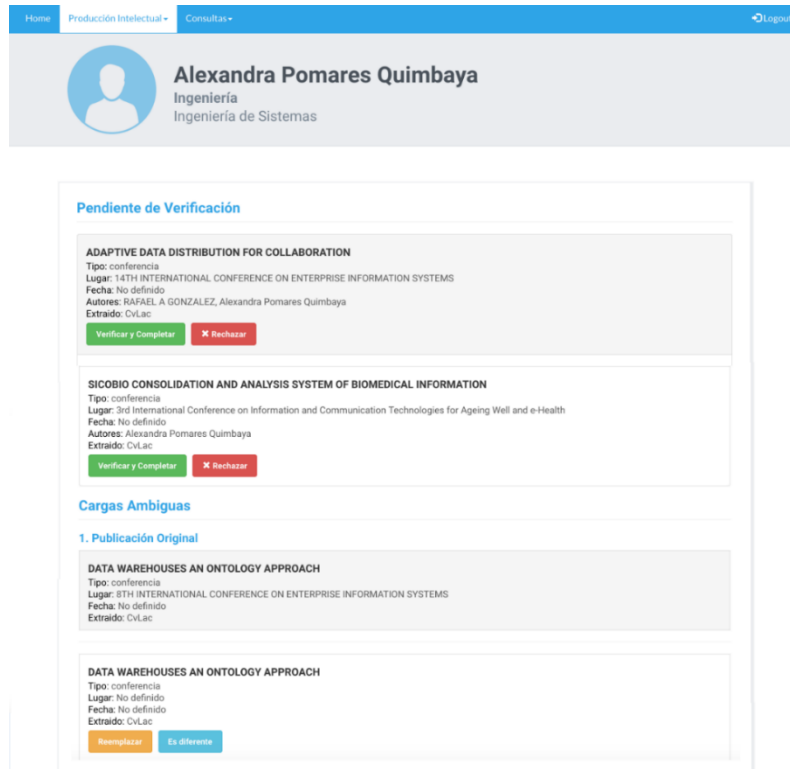 Home Producción Intelectual Consultas Logout
Alexandra Pomares Quimbaya
Ingeniería
Ingeniería de Sistemas
Pendiente de Verificación
ADAPTIVE DATA DISTRIBUTION FOR COLLABORATION
Tipo: conferencia
Lugar: 14TH INTERNATIONAL CONFERENCE ON ENTERPRISE INFORMATION SYSTEMS
Fecha: No definido
Autores: RAFAEL A GONZALEZ, Alexandra Pomares Quimbaya
Extraido: CvLac
Verificar y Completar Rechazar
SICOBIO CONSOLIDATION AND ANALYSIS SYSTEM OF BIOMEDICAL INFORMATION
Tipo: conferencia
Lugar: 3rd International Conference on Information and Communication Technologies for Ageing Well and e-Health
Fecha: No definido
Autores: Alexandra Pomares Quimbaya
Extraido: CvLac
Verificar y Completar Rechazar
Cargas Ambiguas
1. Publicación Original
DATA WAREHOUSES AN ONTOLOGY APPROACH
Tipo: conferencia
Lugar: 8TH INTERNATIONAL CONFERENCE ON ENTERPRISE INFORMATION SYSTEMS
Fecha: No definido
Extraido: CvLac
DATA WAREHOUSES AN ONTOLOGY APPROACH
Tipo: conferencia
Lugar: No definido
Fecha: No definido
Extraido: CvLac
Reemplazar Es diferente